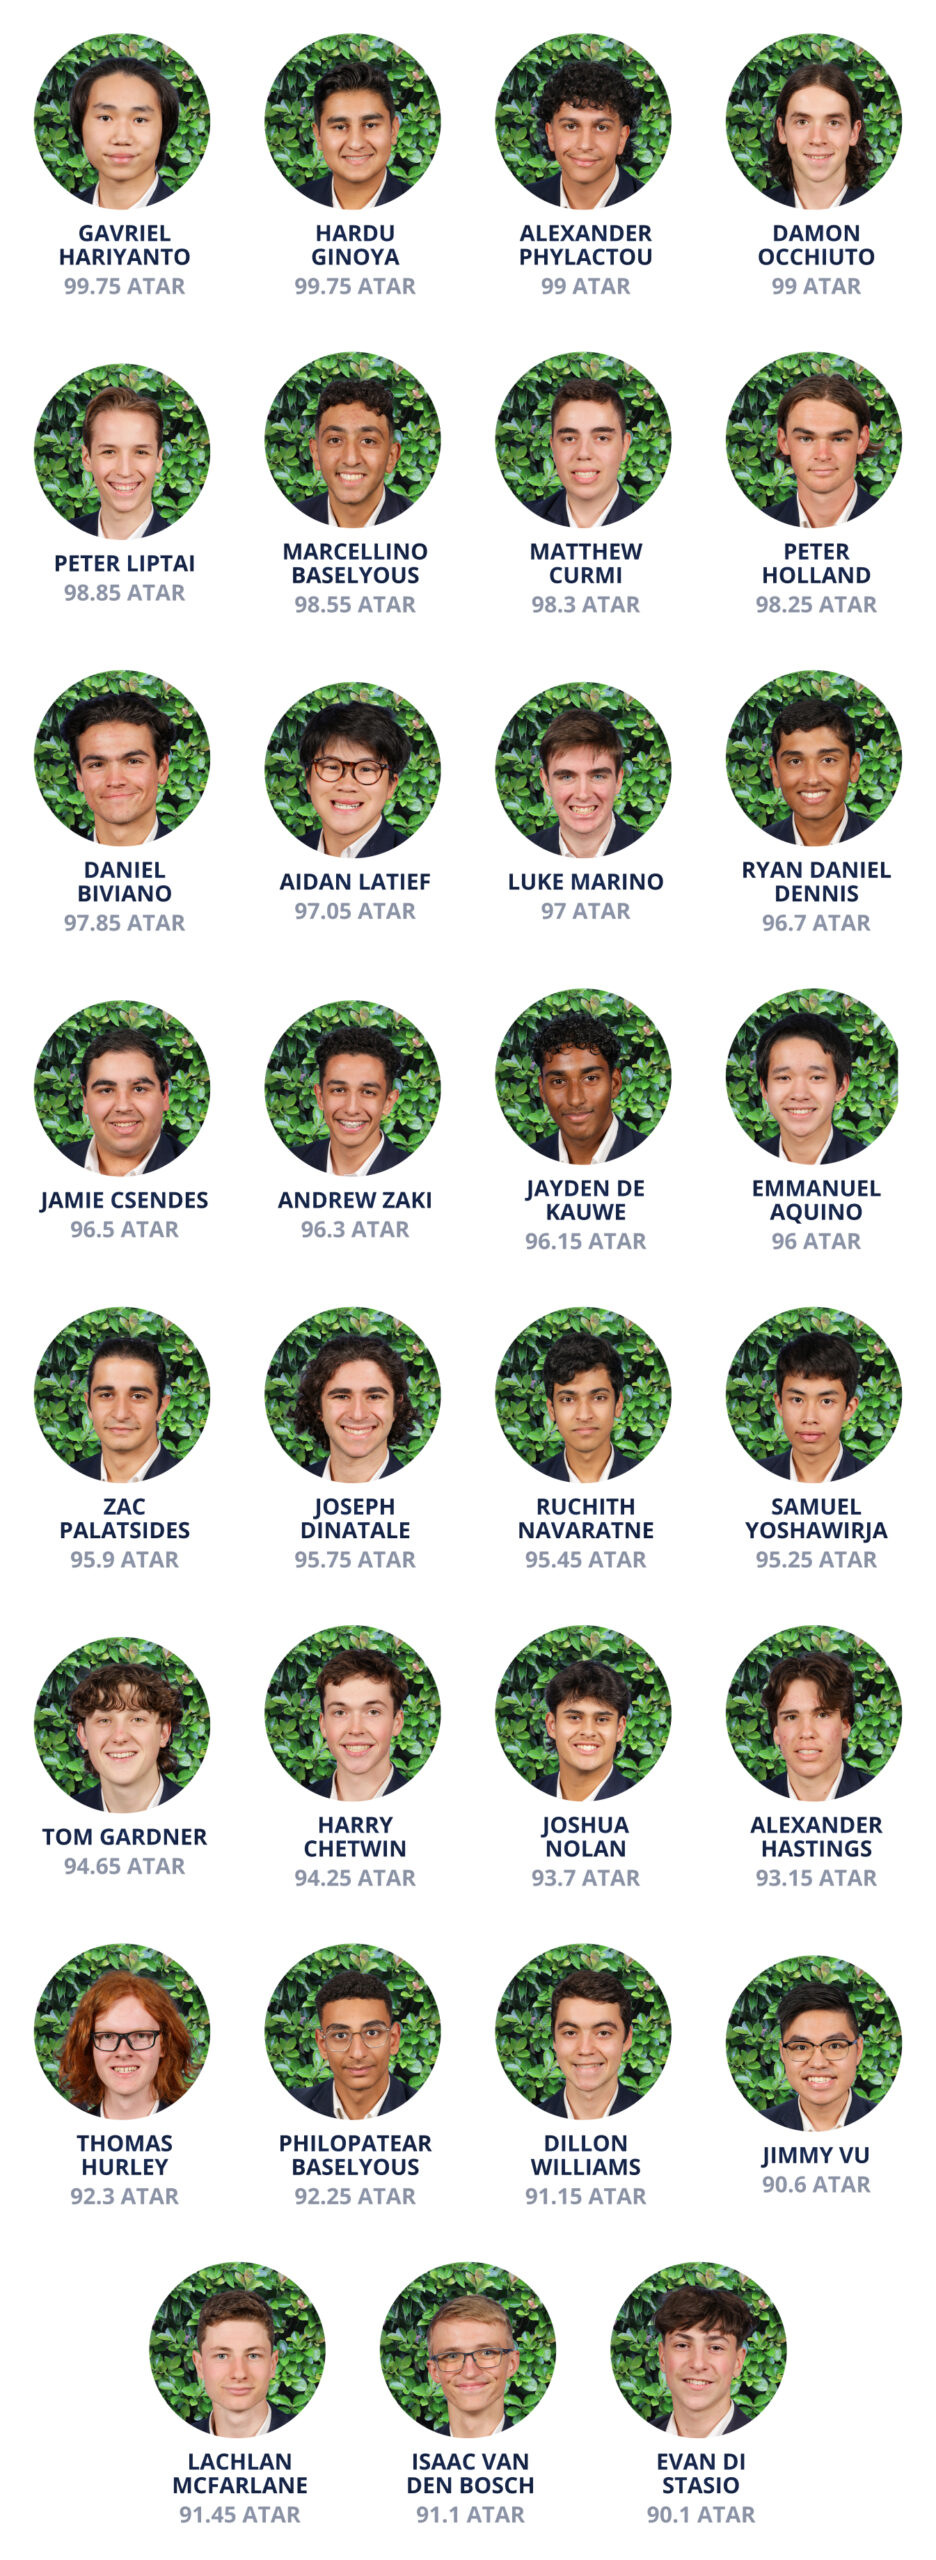 GAVRIEL
HARIYANTO
99.75 ATAR
HARDU
GINOYA
99.75 ATAR
ALEXANDER
PHYLACTOU
99 ATAR
DAMON
OCCHIUTO
99 ATAR
PETER LIPTAI
98.85 ATAR
MARCELLINO
BASELYOUS
98.55 ATAR
MATTHEW
CURMI
98.3 ATAR
PETER
HOLLAND
98.25 ATAR
DANIEL
BIVIANO
97.85 ATAR
AIDAN LATIEF
97.05 ATAR
LUKE MARINO
97 ATAR
RYAN DANIEL
DENNIS
96.7 ATAR
JAMIE CSENDES
96.5 ATAR
ANDREW ZAKI
96.3 ATAR
JAYDEN DE
KAUWE
96.15 ATAR
EMMANUEL
AQUINO
96 ATAR
ZAC
PALATSIDES
95.9 ATAR
JOSEPH
DINATALE
95.75 ATAR
RUCHITH
NAVARATNE
95.45 ATAR
SAMUEL
YOSHAWIRJA
95.25 ATAR
TOM GARDNER
94.65 ATAR
HARRY
CHETWIN
94.25 ATAR
JOSHUA
NOLAN
93.7 ATAR
ALEXANDER
HASTINGS
93.15 ATAR
THOMAS
HURLEY
92.3 ATAR
PHILOPATEAR
BASELYOUS
92.25 ATAR
DILLON
WILLIAMS
91.15 ATAR
JIMMY VU
90.6 ATAR
LACHLAN
MCFARLANE
91.45 ATAR
ISAAC VAN
DEN BOSCH
91.1 ATAR
EVAN DI
STASIO
90.1 ATAR